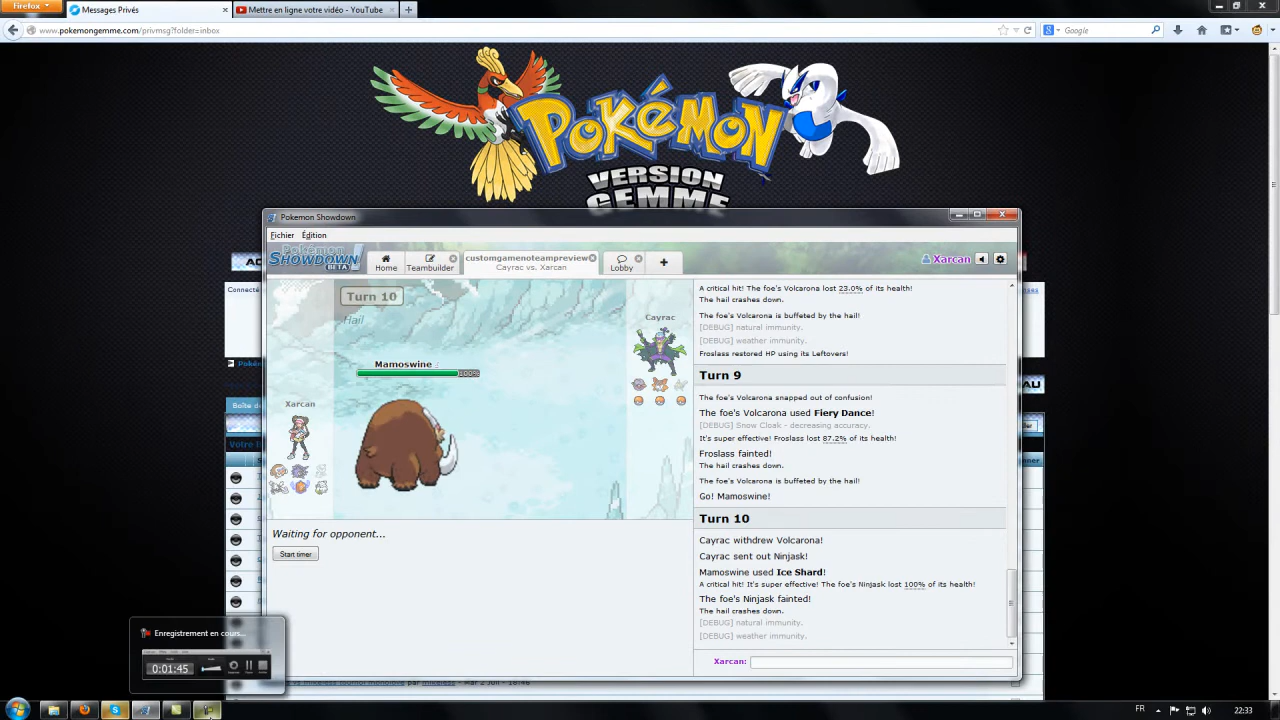 Firefox
Messages Privés
Mettre en ligne votre vidéo - YouTube
www.pokemongemme.com/privmsg?folder=inbox
Google
POKéMON
VERSION
GEMME
Pokemon Showdown
Fichier Édition
POKéMON
SHOWDOWN!
BETA
Home
Teambuilder
customgamenoteampreview
Cayrac vs. Xarcan
Lobby
Xarcan
Turn 10
Hail
Mamoswine
100%
Xarcan
Cayrac
Waiting for opponent...
Start timer
A critical hit! The foe's Volcarona lost 23.0% of its health!
The hail crashes down.
The foe's Volcarona is buffeted by the hail!
[DEBUG] natural immunity.
[DEBUG] weather immunity.
Froslass restored HP using its Leftovers!
Turn 9
The foe's Volcarona snapped out of confusion!
The foe's Volcarona used Fiery Dance!
[DEBUG] Snow Cloak - decreasing accuracy.
It's super effective! Froslass lost 87.2% of its health!
Froslass fainted!
The hail crashes down.
The foe's Volcarona is buffeted by the hail!
Go! Mamoswine!
Turn 10
Cayrac withdrew Volcarona!
Cayrac sent out Ninjask!
Mamoswine used Ice Shard!
A critical hit! It's super effective! The foe's Ninjask lost 100% of its health!
The foe's Ninjask fainted!
The hail crashes down.
[DEBUG] natural immunity.
[DEBUG] weather immunity.
Xarcan:
Connecte
AU
Enregistrement en cours...
0:01:45
FR
22:33